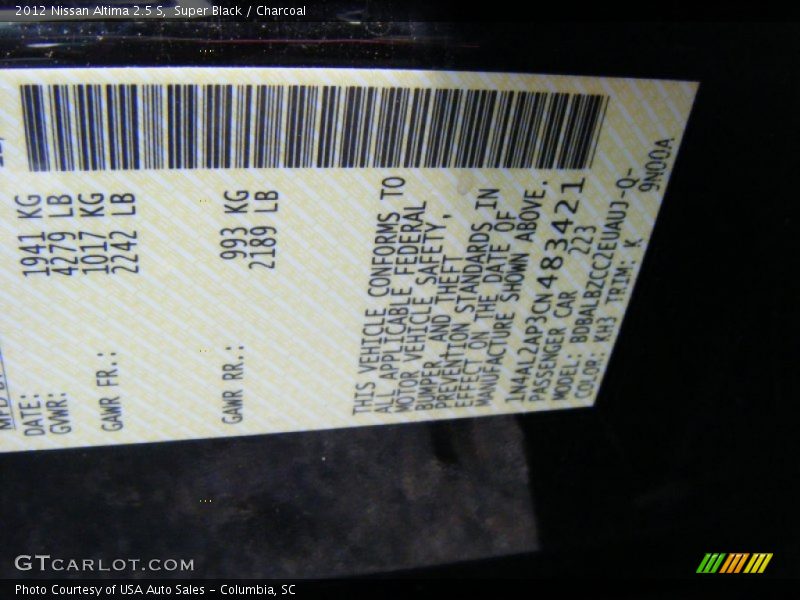 2012 Nissan Altima 2.5 S, Super Black / Charcoal
DATE:
GVWR: 1941 KG
4279 LB
GAWR FR.: 1017 KG
2242 LB
GAWR RR.: 993 KG
2189 LB
THIS VEHICLE CONFORMS TO
ALL APPLICABLE FEDERAL
MOTOR VEHICLE SAFETY,
BUMPER, AND THEFT
PREVENTION STANDARDS IN
EFFECT ON THE DATE OF
MANUFACTURE SHOWN ABOVE.
1N4AL2AP3CN483421
PASSENGER CAR 223
MODEL: BDBALBZCC2EUAUJ-Q-
COLOR: KH3 TRIM: K 9N00A
GTCARLOT.COM
Photo Courtesy of USA Auto Sales - Columbia, SC